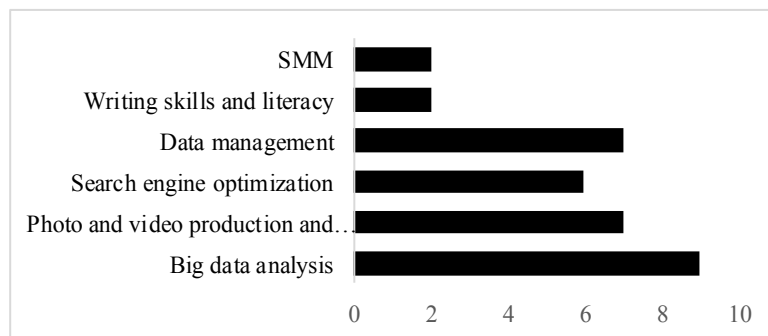 SMM
Writing skills and literacy
Data management
Search engine optimization
Photo and video production and…
Big data analysis
0 2 4 6 8 10